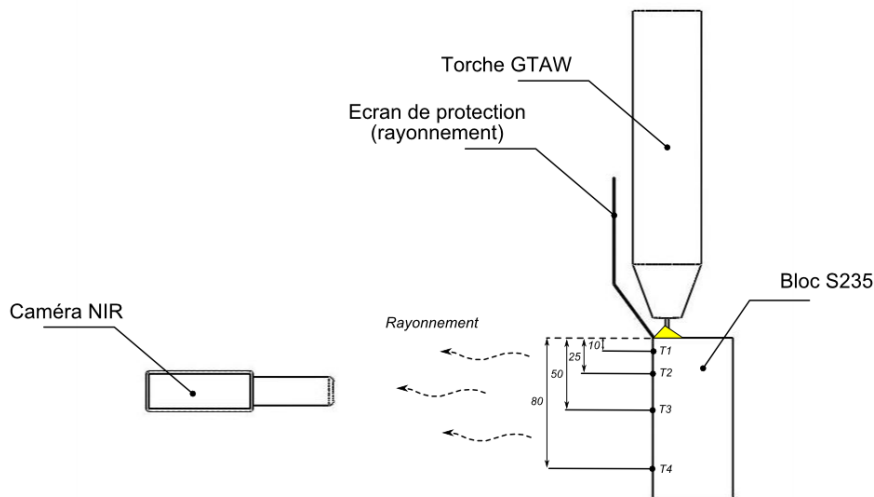 Torche GTAW
Ecran de protection
(rayonnement)
Bloc S235
Caméra NIR
Rayonnement
10
T1
25
T2
50
T3
80
T4